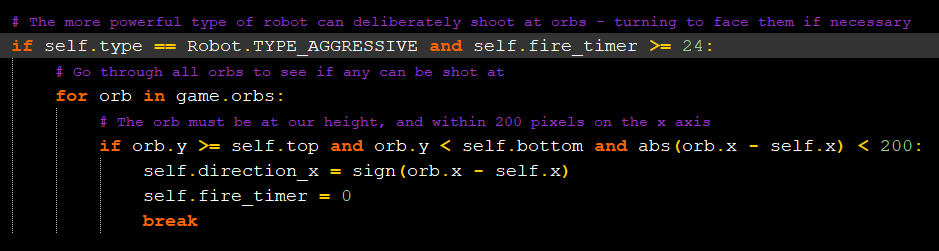 # The more powerful type of robot can deliberately shoot at orbs - turning to face them if necessary
if self.type == Robot.TYPE_AGGRESSIVE and self.fire_timer >= 24:
# Go through all orbs to see if any can be shot at
for orb in game.orbs:
# The orb must be at our height, and within 200 pixels on the x axis
if orb.y >= self.top and orb.y < self.bottom and abs(orb.x - self.x) < 200:
self.direction_x = sign(orb.x - self.x)
self.fire_timer = 0
break